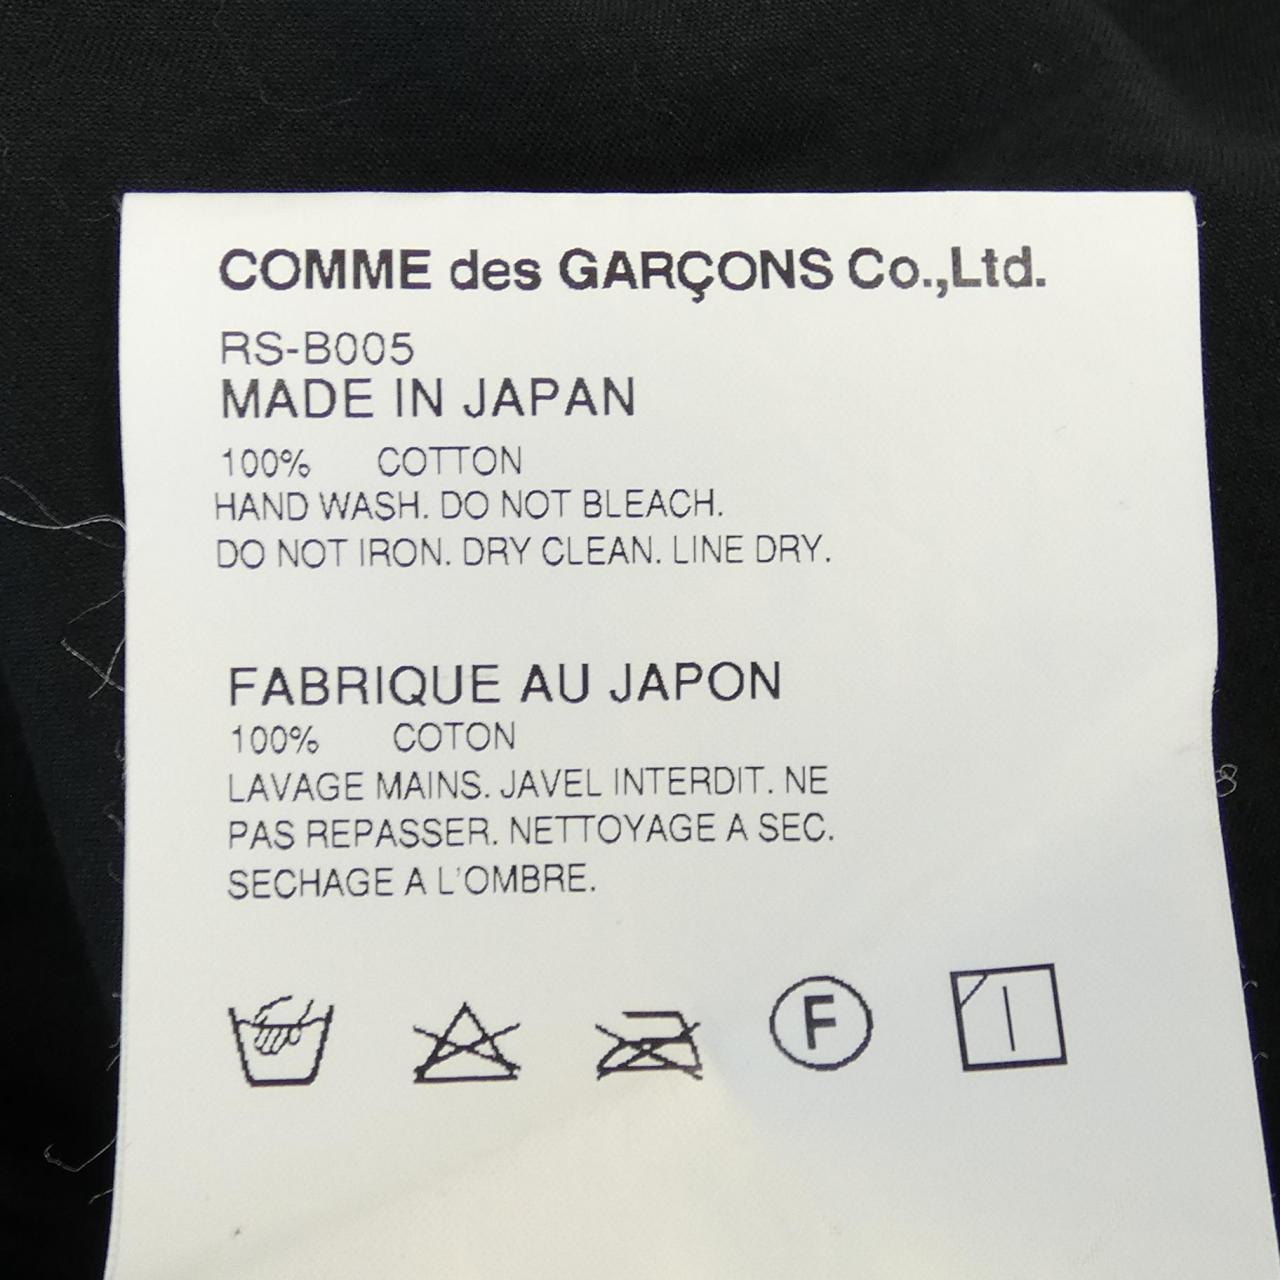 COMME des GARÇONS Co.,Ltd.
RS-B005
MADE IN JAPAN
100% COTTON
HAND WASH. DO NOT BLEACH.
DO NOT IRON. DRY CLEAN. LINE DRY.
FABRIQUE AU JAPON
100% COTON
LAVAGE MAINS. JAVEL INTERDIT. NE
PAS REPASSER. NETTOYAGE A SEC.
SECHAGE A L'OMBRE.
F